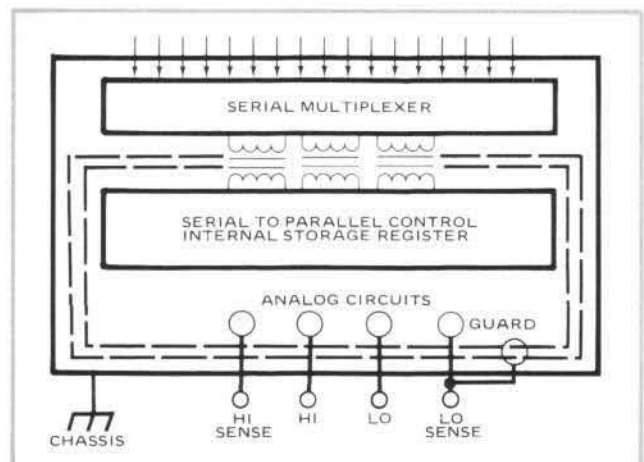 SERIAL MULTIPLEXER
SERIAL TO PARALLEL CONTROL
INTERNAL STORAGE REGISTER
ANALOG CIRCUITS
GUARD
HI
SENSE
HI
LO
LO
SENSE
CHASSIS